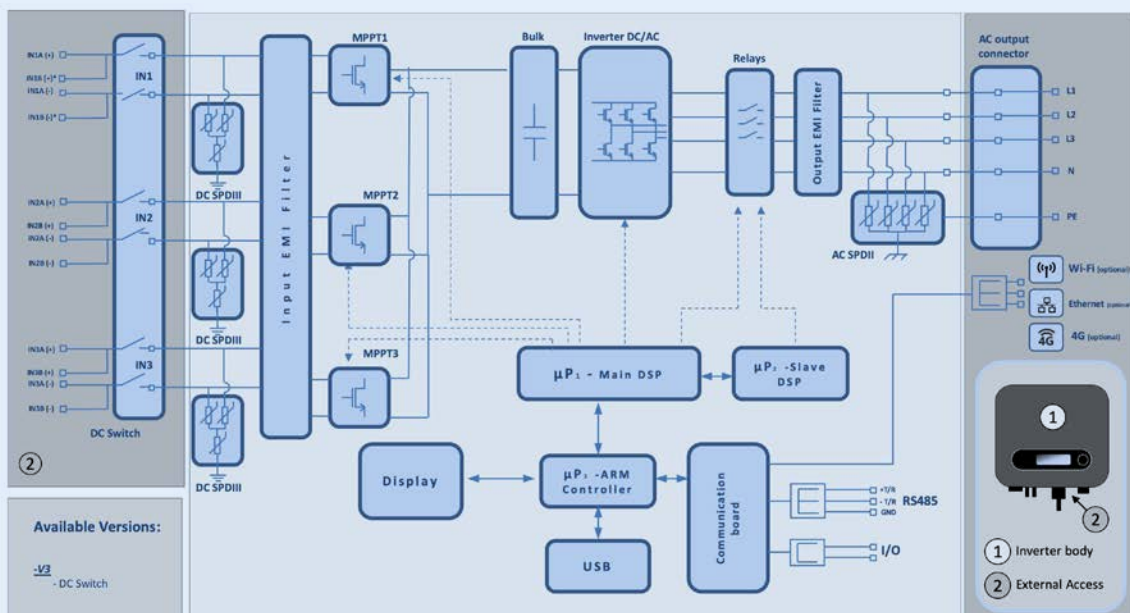 IN1A (+)
IN1B (+)*
IN1A (-)
IN1B (-)*
IN1
DC SPDIII
IN2A (+)
IN2B (+)
IN2A (-)
IN2B (-)
IN2
DC SPDIII
IN3A (+)
IN3B (+)
IN3A (-)
IN3B (-)
IN3
DC SPDIII
DC Switch
2
Input EMI Filter
MPPT1
MPPT2
MPPT3
Bulk
Inverter DC/AC
Relays
Output EMI Filter
AC SPDII
AC output
connector
L1
L2
L3
N
PE
Wi-Fi (optional)
Ethernet (optional)
4G
4G (optional)
µP1 - Main DSP
µP2 -Slave
DSP
µP3 -ARM
Controller
Display
USB
Communication
board
+T/R
- T/R
GND
RS485
I/O
1
2
1 Inverter body
2 External Access
Available Versions:
-V3
- DC Switch